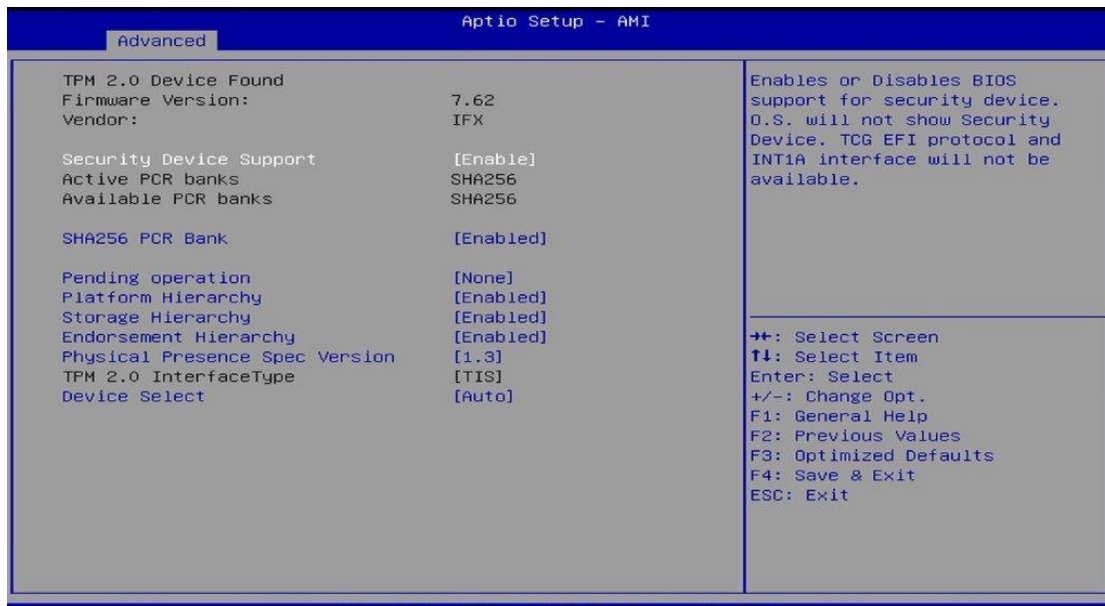 Aptio Setup - AMI
Advanced
TPM 2.0 Device Found
Firmware Version: 7.62
Vendor: IFX
Security Device Support [Enable]
Active PCR banks SHA256
Available PCR banks SHA256
SHA256 PCR Bank [Enabled]
Pending operation [None]
Platform Hierarchy [Enabled]
Storage Hierarchy [Enabled]
Endorsement Hierarchy [Enabled]
Physical Presence Spec Version [1.3]
TPM 2.0 InterfaceType [TIS]
Device Select [Auto]
Enables or Disables BIOS
support for security device.
O.S. will not show Security
Device. TCG EFI protocol and
INT1A interface will not be
available.
→←: Select Screen
↑↓: Select Item
Enter: Select
+/-: Change Opt.
F1: General Help
F2: Previous Values
F3: Optimized Defaults
F4: Save & Exit
ESC: Exit